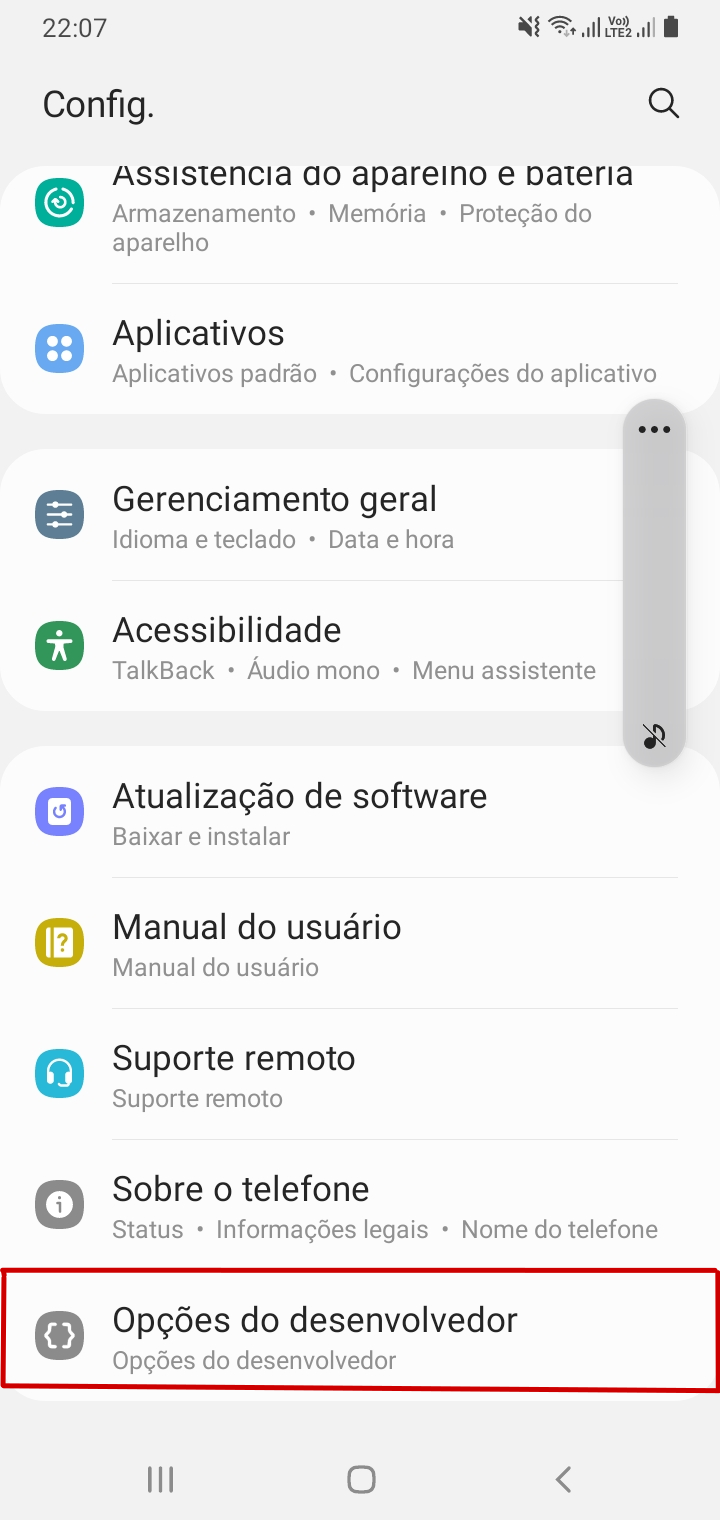 22:07
Vo))
LTE2
Config.
Assistência do aparelho e bateria
Armazenamento • Memória • Proteção do
aparelho
Aplicativos
Aplicativos padrão • Configurações do aplicativo
Gerenciamento geral
Idioma e teclado • Data e hora
Acessibilidade
TalkBack • Áudio mono • Menu assistente
Atualização de software
Baixar e instalar
Manual do usuário
Manual do usuário
Suporte remoto
Suporte remoto
Sobre o telefone
Status • Informações legais • Nome do telefone
Opções do desenvolvedor
Opções do desenvolvedor